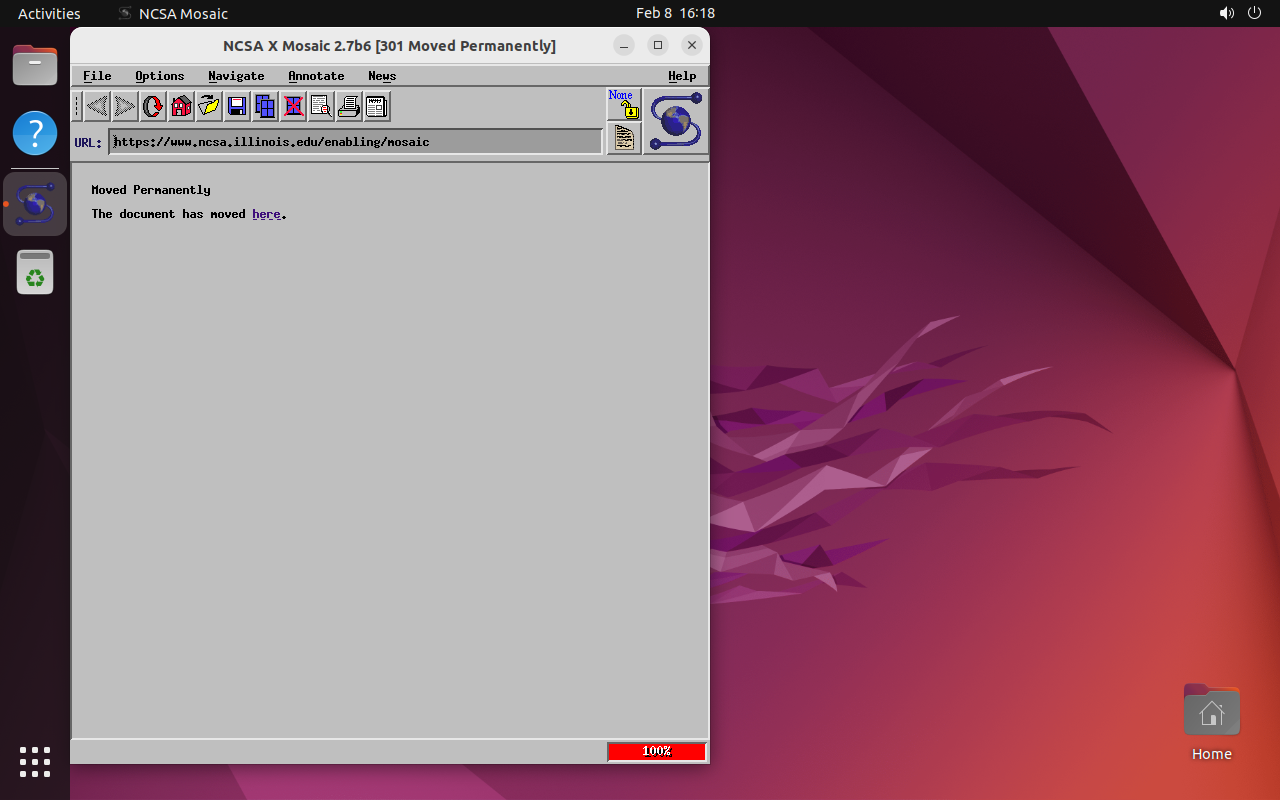 Activities
NCSA Mosaic
Feb 8 16:18
NCSA X Mosaic 2.7b6 [301 Moved Permanently]
File Options Navigate Annotate News Help
None
URL: https://www.ncsa.illinois.edu/enabling/mosaic
Moved Permanently
The document has moved here.
100%
Home